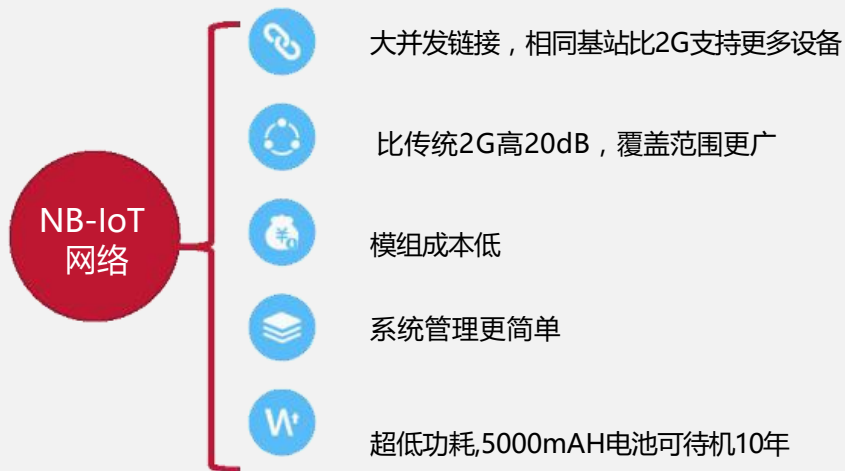 NB-IoT
网络
大并发链接，相同基站比2G支持更多设备
比传统2G高20dB，覆盖范围更广
模组成本低
系统管理更简单
超低功耗,5000mAH电池可待机10年